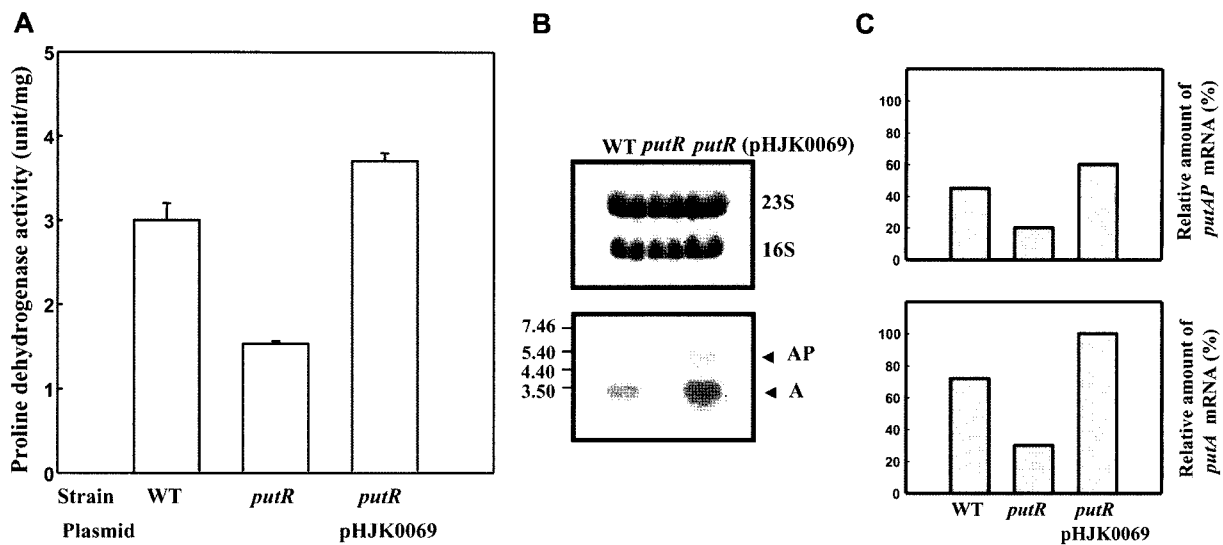 A
Proline dehydrogenase activity (unit/mg)
5
4
3
2
1
0
Strain WT putR putR
Plasmid pHJK0069
B
WT putR putR (pHJK0069)
23S
16S
7.46
5.40
4.40
3.50
AP
A
C
100
80
60
40
20
0
Relative amount of
putAP mRNA (%)
100
80
60
40
20
0
Relative amount of
putA mRNA (%)
WT putR putR
pHJK0069